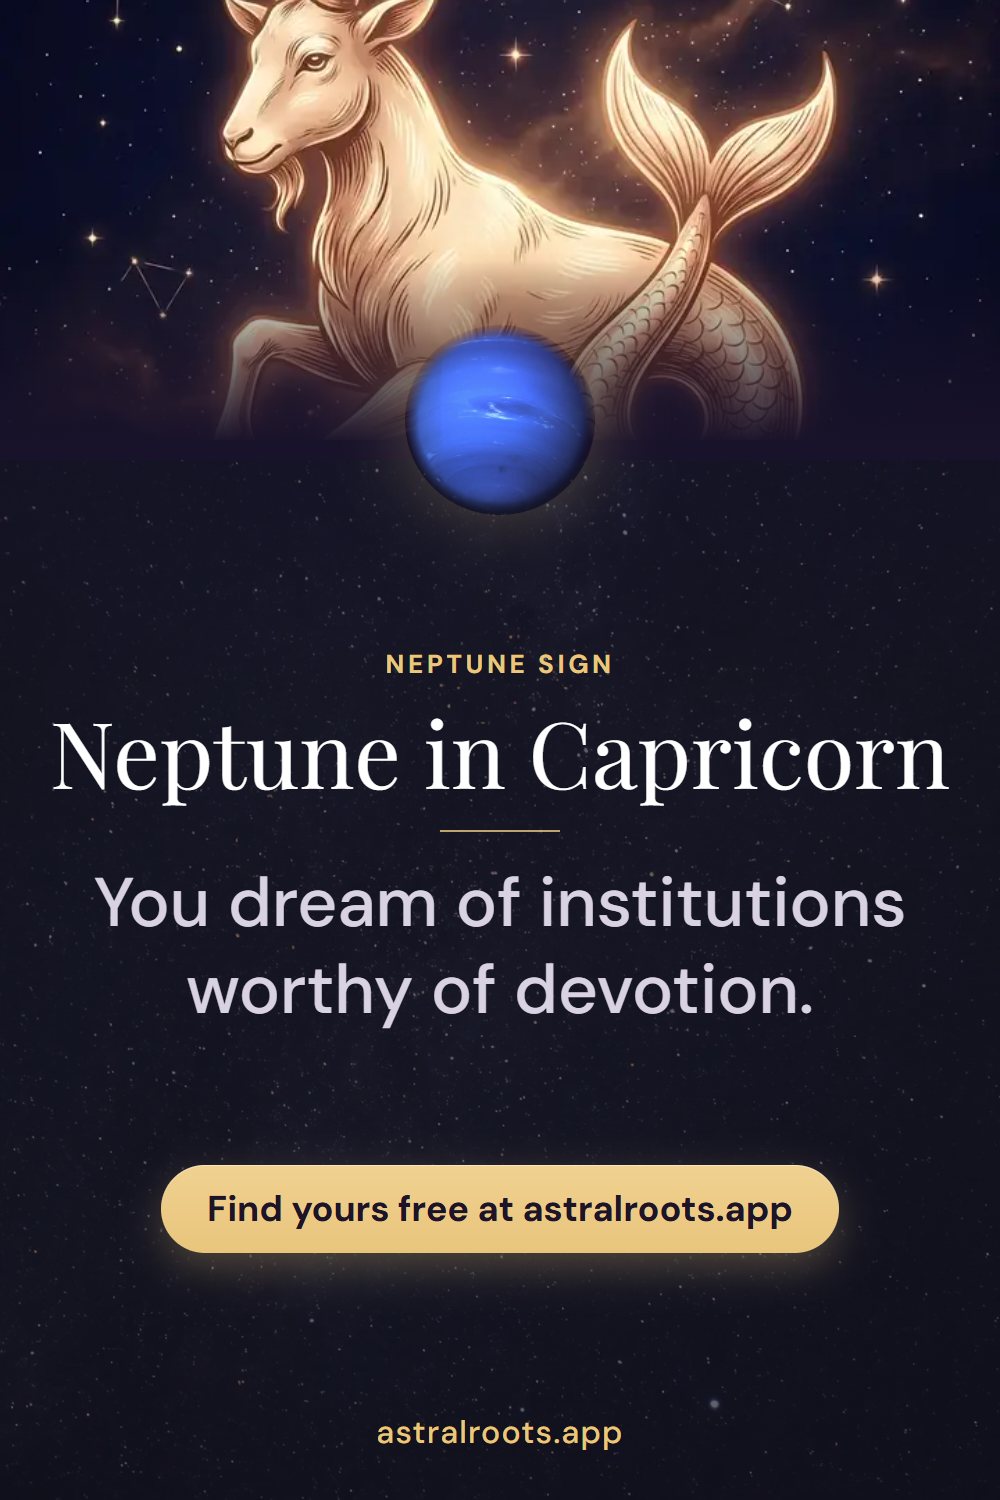 NEPTUNE SIGN
Neptune in Capricorn
You dream of institutions
worthy of devotion.
Find yours free at astralroots.app
astralroots.app